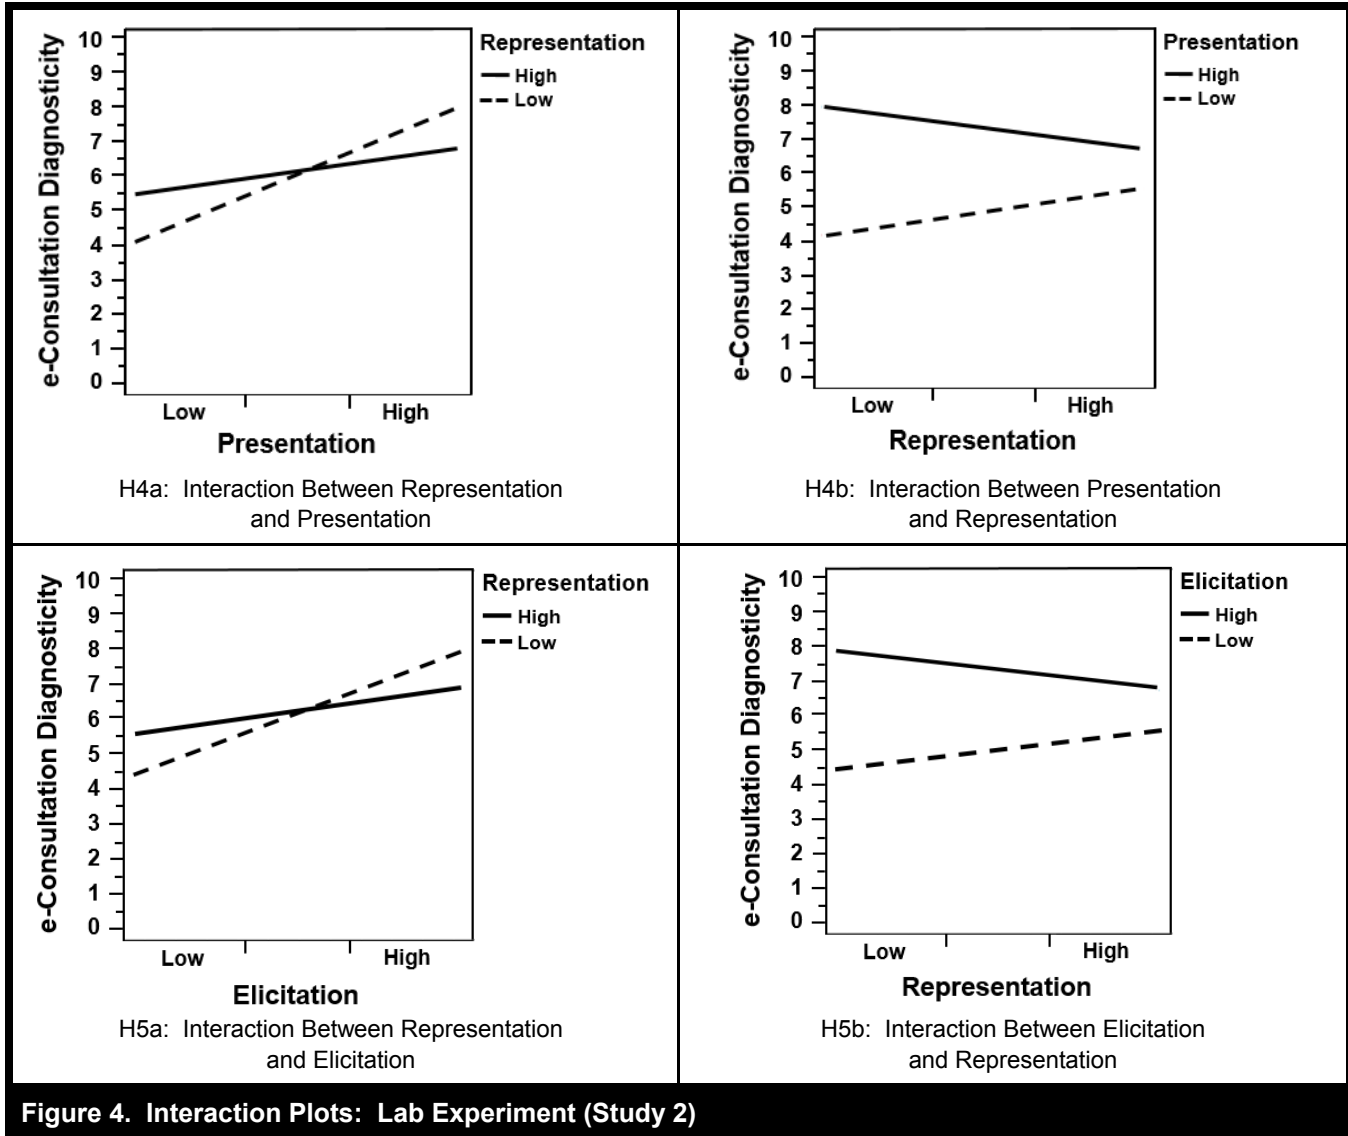 e-Consultation Diagnosticity
10
9
8
7
6
5
4
3
2
1
0
Representation
High
Low
Low High
Presentation
H4a: Interaction Between Representation
and Presentation
e-Consultation Diagnosticity
10
9
8
7
6
5
4
3
2
1
0
Presentation
High
Low
Low High
Representation
H4b: Interaction Between Presentation
and Representation
e-Consultation Diagnosticity
10
9
8
7
6
5
4
3
2
1
0
Representation
High
Low
Low High
Elicitation
H5a: Interaction Between Representation
and Elicitation
e-Consultation Diagnosticity
10
9
8
7
6
5
4
3
2
1
0
Elicitation
High
Low
Low High
Representation
H5b: Interaction Between Elicitation
and Representation
Figure 4. Interaction Plots: Lab Experiment (Study 2)